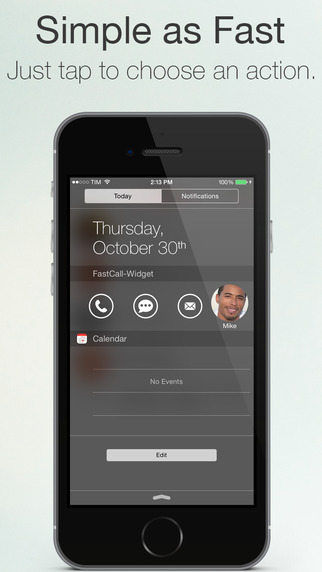 Simple as Fast
Just tap to choose an action.
TIM 2:13 PM 100%
Today Notifications
Thursday,
October 30th
FastCall-Widget
Mike
Calendar
No Events
Edit